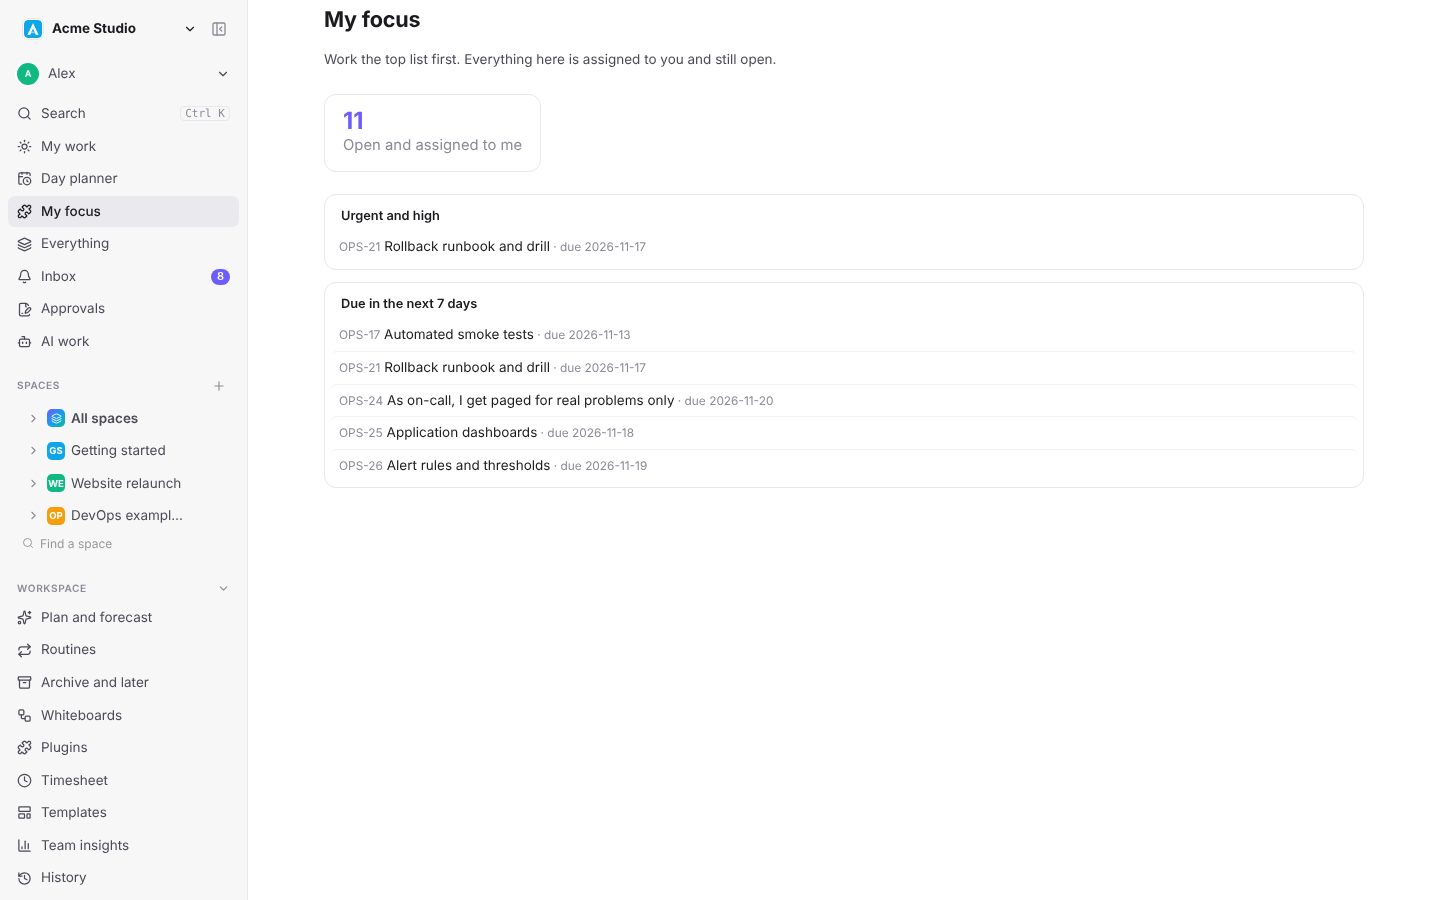 Acme Studio
A Alex
Search Ctrl K
My work
Day planner
My focus
Everything
Inbox 8
Approvals
AI work
SPACES
All spaces
GS Getting started
WE Website relaunch
OP DevOps exampl...
Find a space
WORKSPACE
Plan and forecast
Routines
Archive and later
Whiteboards
Plugins
Timesheet
Templates
Team insights
History
My focus
Work the top list first. Everything here is assigned to you and still open.
11
Open and assigned to me
Urgent and high
OPS-21 Rollback runbook and drill · due 2026-11-17
Due in the next 7 days
OPS-17 Automated smoke tests · due 2026-11-13
OPS-21 Rollback runbook and drill · due 2026-11-17
OPS-24 As on-call, I get paged for real problems only · due 2026-11-20
OPS-25 Application dashboards · due 2026-11-18
OPS-26 Alert rules and thresholds · due 2026-11-19